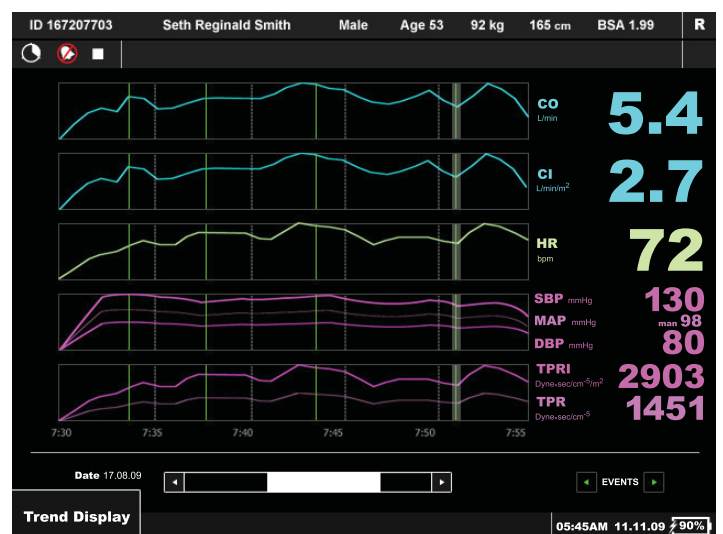 ID 167207703 Seth Reginald Smith Male Age 53 92 kg 165 cm BSA 1.99 R
CO 5.4
L/min
CI 2.7
L/min/m²
HR 72
bpm
SBP mmHg 130
MAP mmHg man 98
DBP mmHg 80
TPRI 2903
Dyne•sec/cm⁻⁵/m²
TPR 1451
Dyne•sec/cm⁻⁵
7:30 7:35 7:40 7:45 7:50 7:55
Date 17.08.09 EVENTS
Trend Display
05:45AM 11.11.09 90%